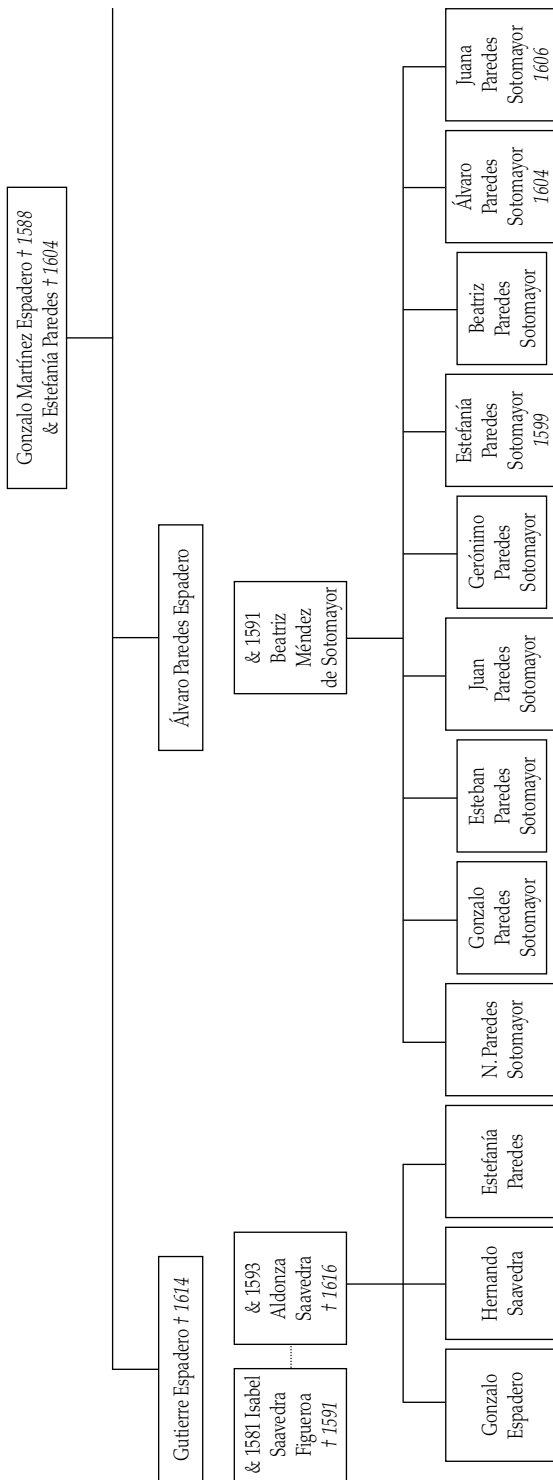 Gonzalo Martínez Espadero † 1588
& Estefanía Paredes † 1604
Gutierre Espadero † 1614
Álvaro Paredes Espadero
& 1581 Isabel
Saavedra
Figueroa
† 1591
& 1593
Aldonza
Saavedra
† 1616
& 1591
Beatriz
Méndez
de Sotomayor
Gonzalo
Espadero
Hernando
Saavedra
Estefanía
Paredes
N. Paredes
Sotomayor
Gonzalo
Paredes
Sotomayor
Esteban
Paredes
Sotomayor
Juan
Paredes
Sotomayor
Gerónimo
Paredes
Sotomayor
Estefanía
Paredes
Sotomayor
1599
Beatriz
Paredes
Sotomayor
Álvaro
Paredes
Sotomayor
1604
Juana
Paredes
Sotomayor
1606